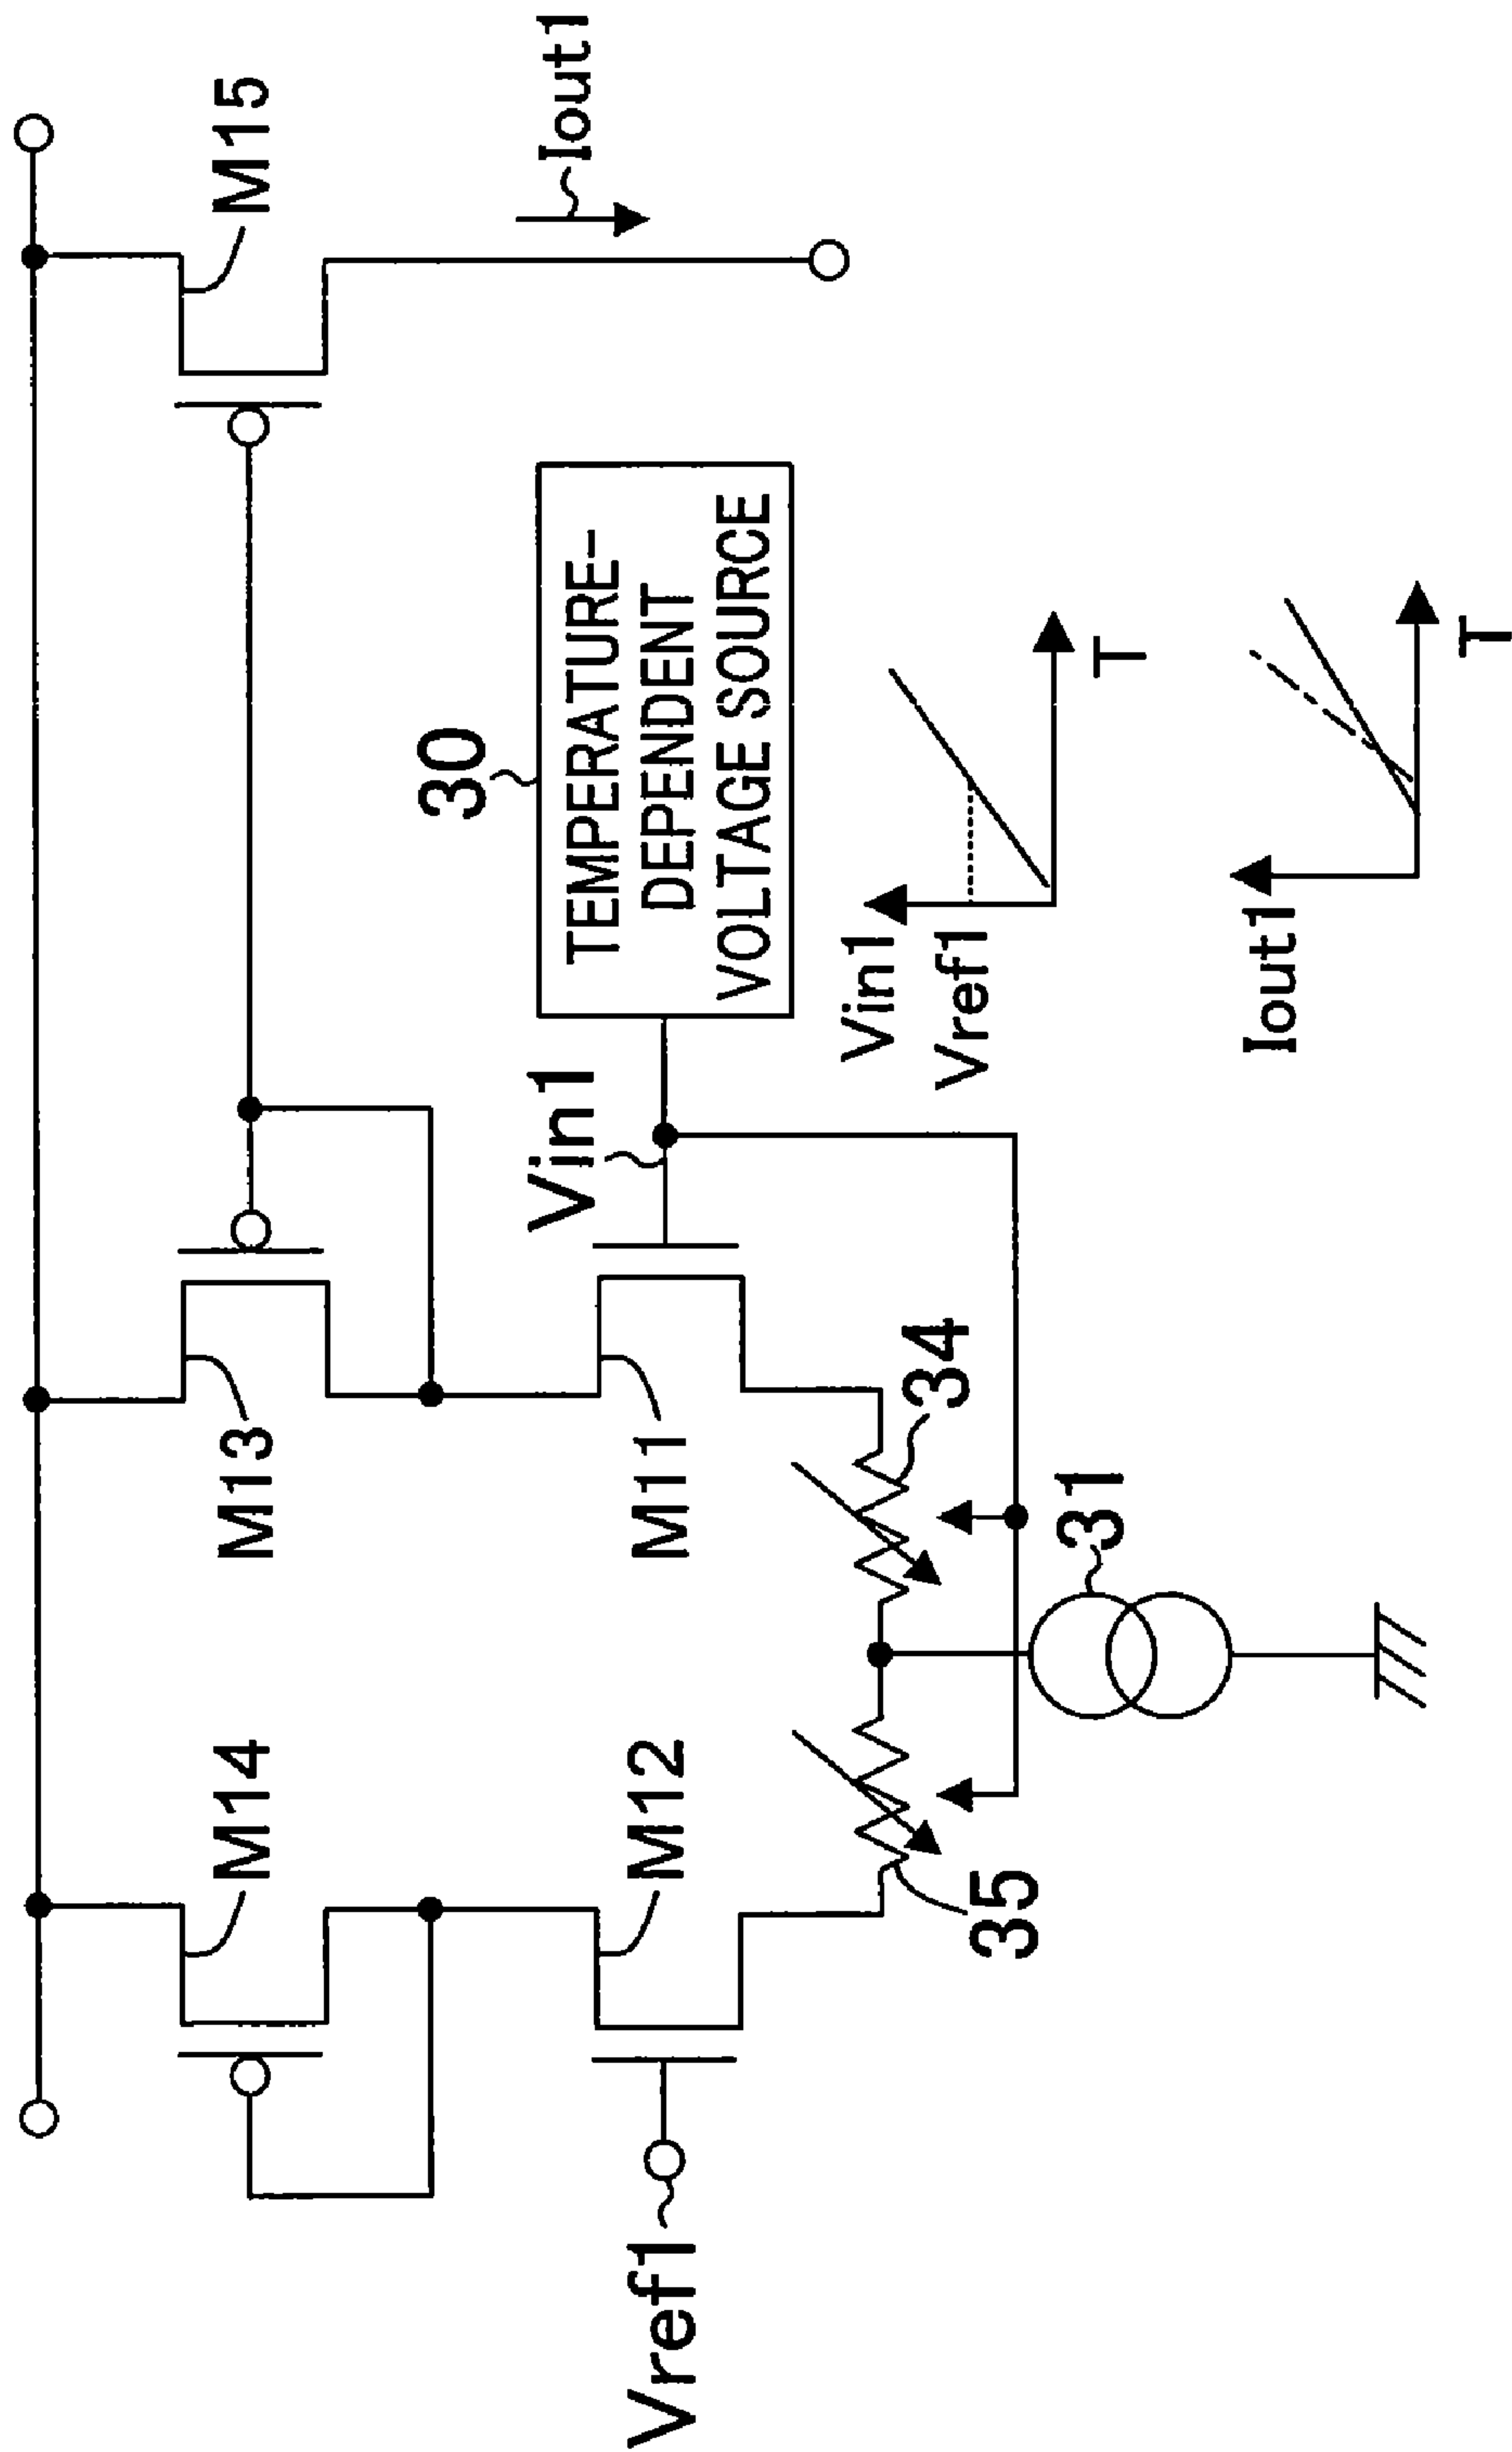 M14
M13
M15
Iout1
M12
M11
Vin1
30
TEMPERATURE-
DEPENDENT
VOLTAGE SOURCE
Vref1
35
34
31
Vin1
Vref1
T
Iout1
T